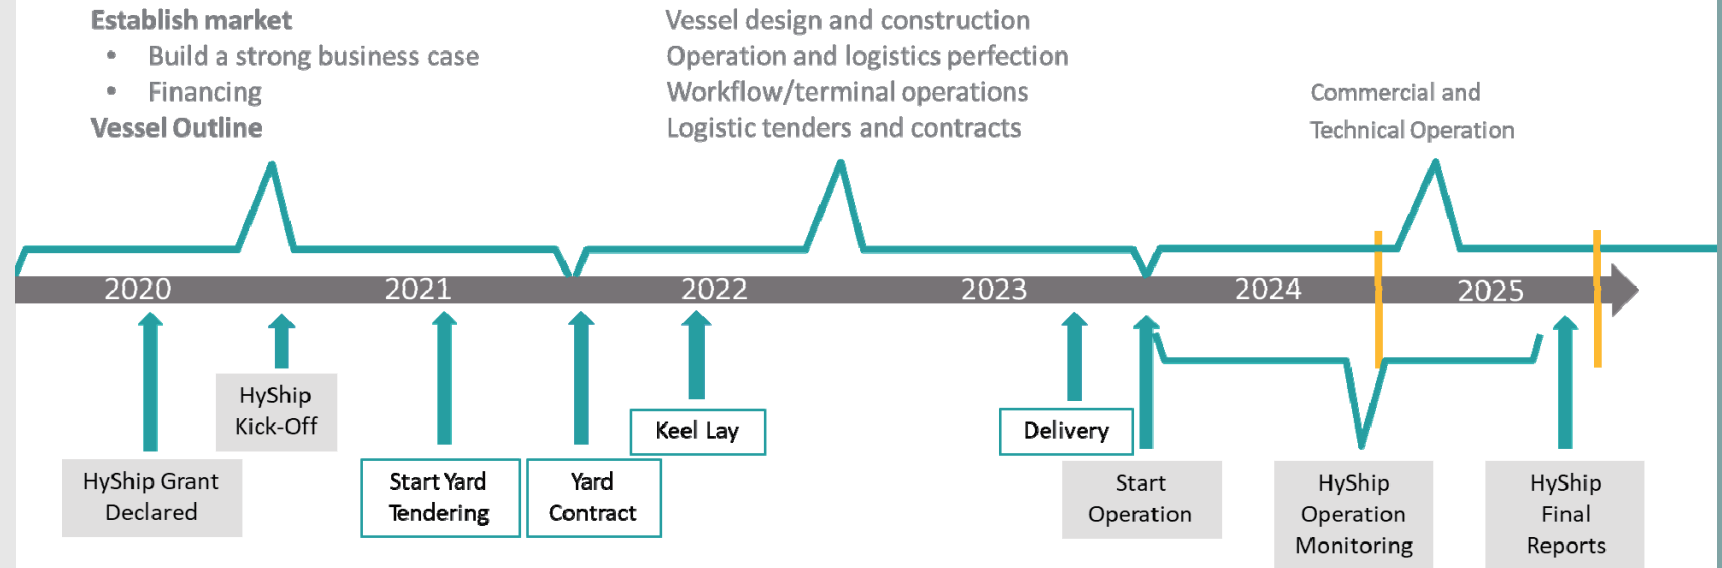 Establish market
• Build a strong business case
• Financing
Vessel Outline
Vessel design and construction
Operation and logistics perfection
Workflow/terminal operations
Logistic tenders and contracts
Commercial and
Technical Operation
2020
2021
2022
2023
2024
2025
HyShip Grant
Declared
HyShip
Kick-Off
Start Yard
Tendering
Yard
Contract
Keel Lay
Delivery
Start
Operation
HyShip
Operation
Monitoring
HyShip
Final
Reports